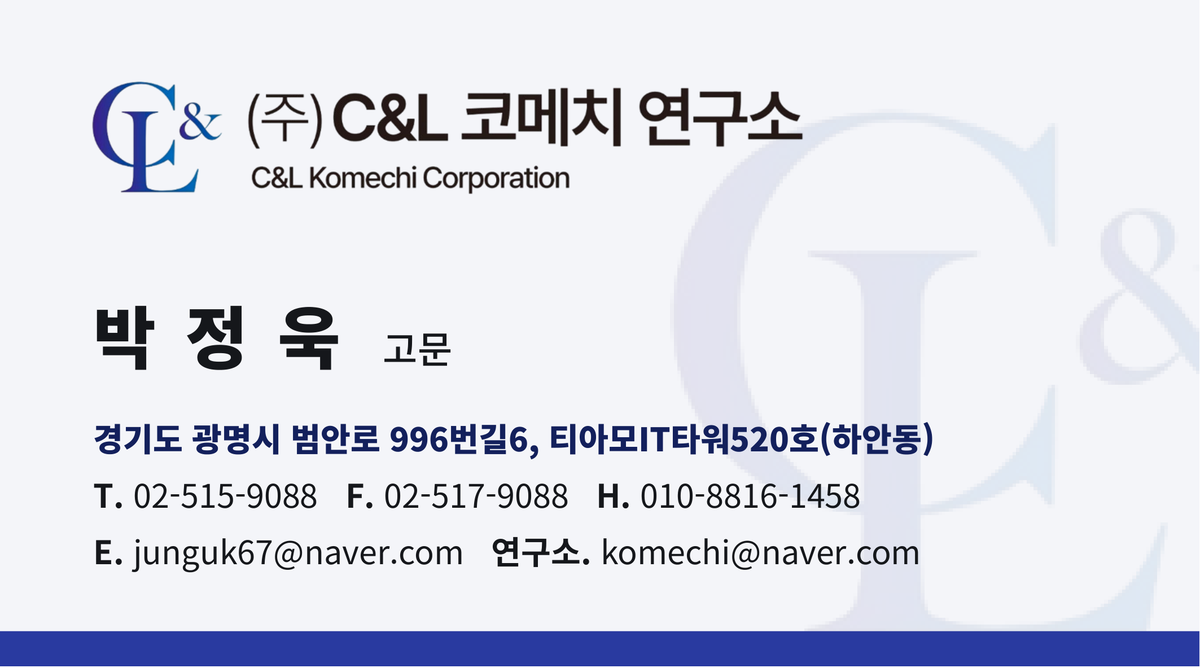 CL& (주) C&L 코메치 연구소
C&L Komechi Corporation
박 정 욱 고문
경기도 광명시 범안로 996번길6, 티아모IT타워520호(하안동)
T. 02-515-9088 F. 02-517-9088 H. 010-8816-1458
E. junguk67@naver.com 연구소. komechi@naver.com
CL&